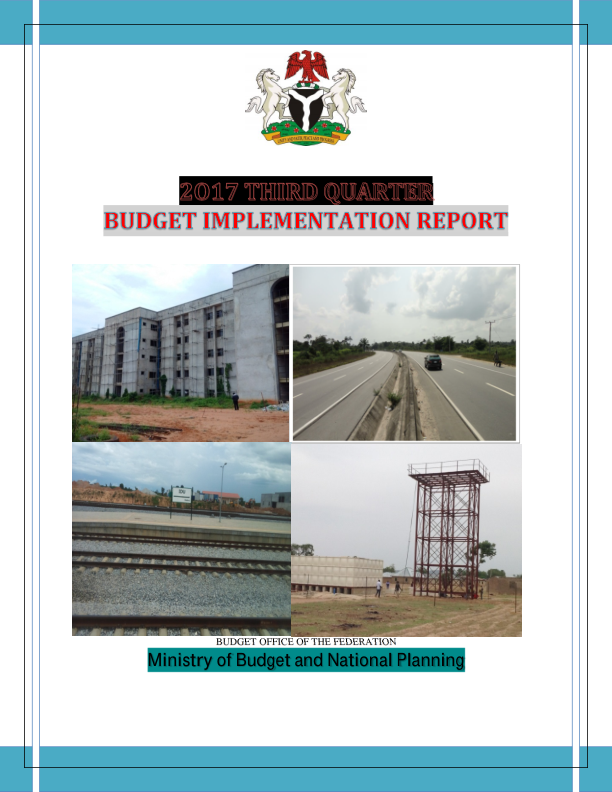 2017 THIRD QUARTER
BUDGET IMPLEMENTATION REPORT
BUDGET OFFICE OF THE FEDERATION
Ministry of Budget and National Planning